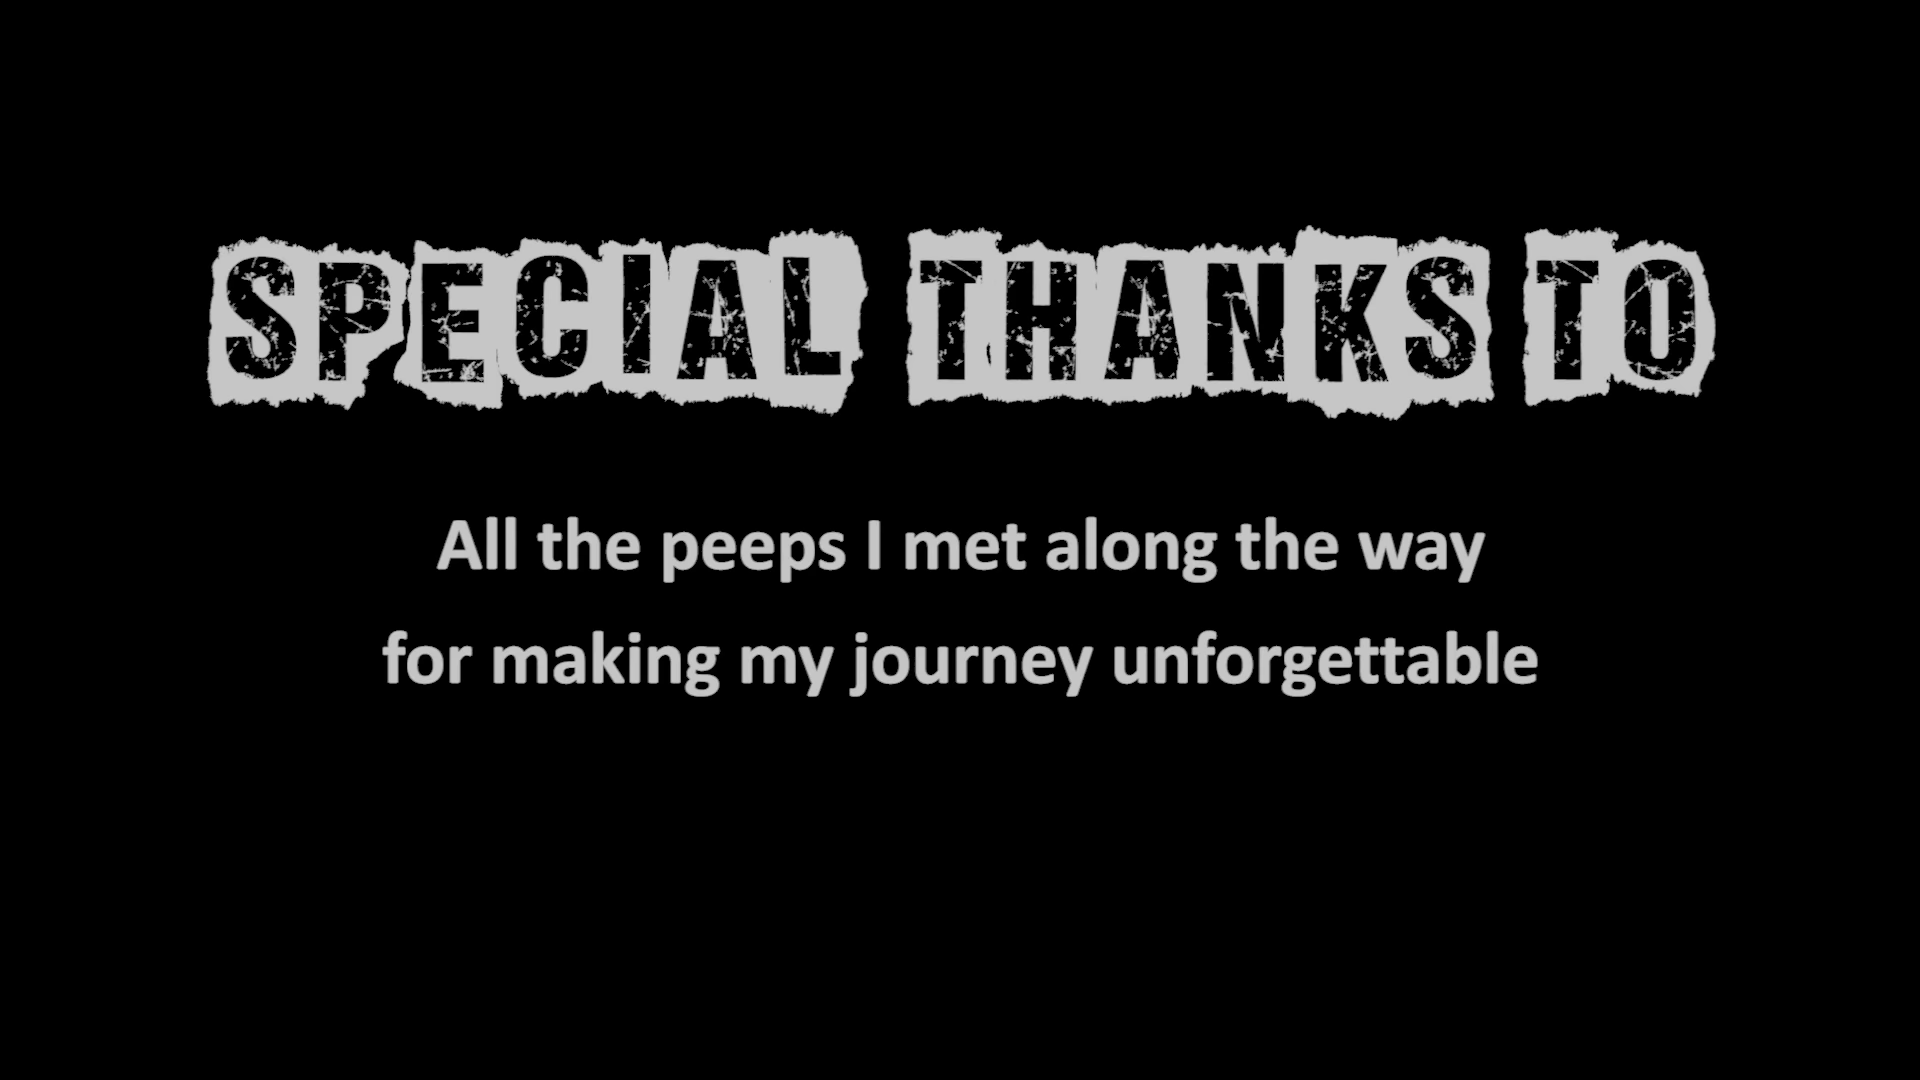 SPECIAL THANKS TO
All the peeps I met along the way
for making my journey unforgettable